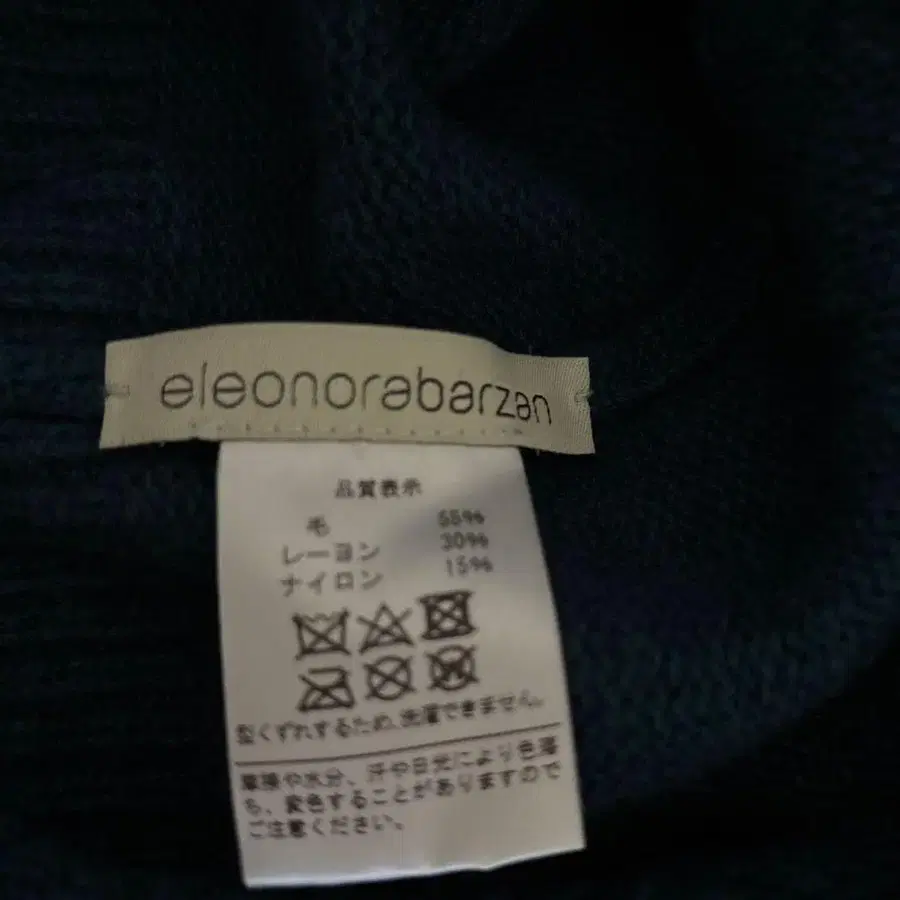 eleonorabarzan
品質表示
毛 55%
レーヨン 30%
ナイロン 15%
型くずれするため、洗濯できません。
摩擦や水分、汗や日光により色落
ち、変色することがありますので
ご注意ください。